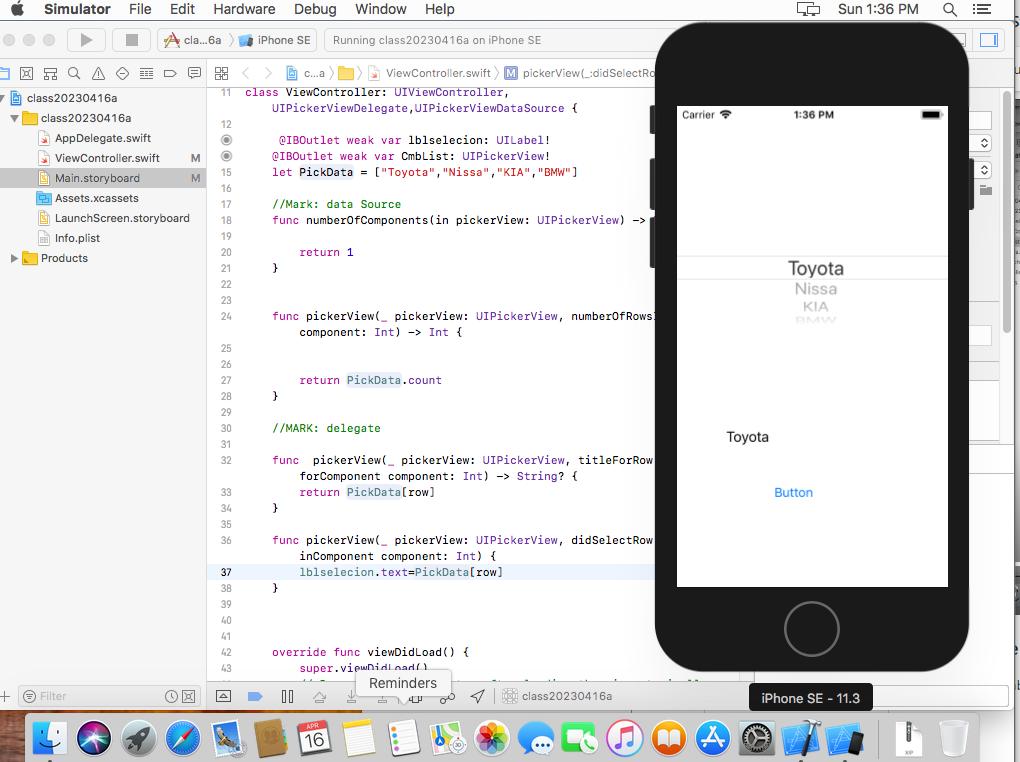 Simulator File Edit Hardware Debug Window Help Sun 1:36 PM
cla...6a iPhone SE Running class20230416a on iPhone SE
c...a ViewController.swift M pickerView(_:didSelectRo
class20230416a
class20230416a
AppDelegate.swift
ViewController.swift M
Main.storyboard M
Assets.xcassets
LaunchScreen.storyboard
Info.plist
Products
Filter
11 class ViewController: UIViewController,
UIPickerViewDelegate,UIPickerViewDataSource {
12
@IBOutlet weak var lblselecion: UILabel!
@IBOutlet weak var CmbList: UIPickerView!
15 let PickData = ["Toyota","Nissa","KIA","BMW"]
16
17 //Mark: data Source
18 func numberOfComponents(in pickerView: UIPickerView) ->
19
20 return 1
21 }
22
23
24 func pickerView(_ pickerView: UIPickerView, numberOfRows
component: Int) -> Int {
25
26
27 return PickData.count
28 }
29
30 //MARK: delegate
31
32 func pickerView(_ pickerView: UIPickerView, titleForRow
forComponent component: Int) -> String? {
33 return PickData[row]
34 }
35
36 func pickerView(_ pickerView: UIPickerView, didSelectRow
inComponent component: Int) {
37 lblselecion.text=PickData[row]
38 }
39
40
41
42 override func viewDidLoad() {
43 super.viewDidLoad()
Reminders
class20230416a
Carrier 1:36 PM
Toyota
Nissa
KIA
BMW
Toyota
Button
iPhone SE - 11.3
APR
16
3D
XIP